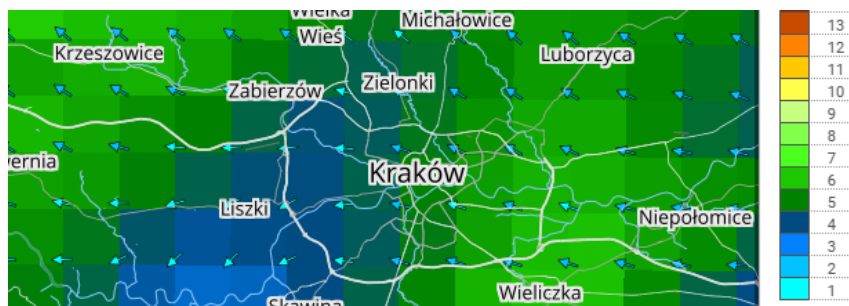 Wielka
Wieś
Michałowice
Krzeszowice
Luborzyca
Zielonki
Zabierzów
wernia
Kraków
Liszki
Niepołomice
Wieliczka
Skawina
13
12
11
10
9
8
7
6
5
4
3
2
1